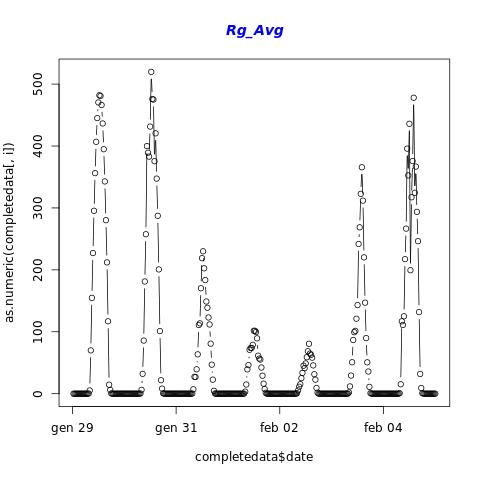 Rg_Avg
as.numeric(completedata[, i])
500
400
300
200
100
0
gen 29
gen 31
feb 02
feb 04
completedata$date